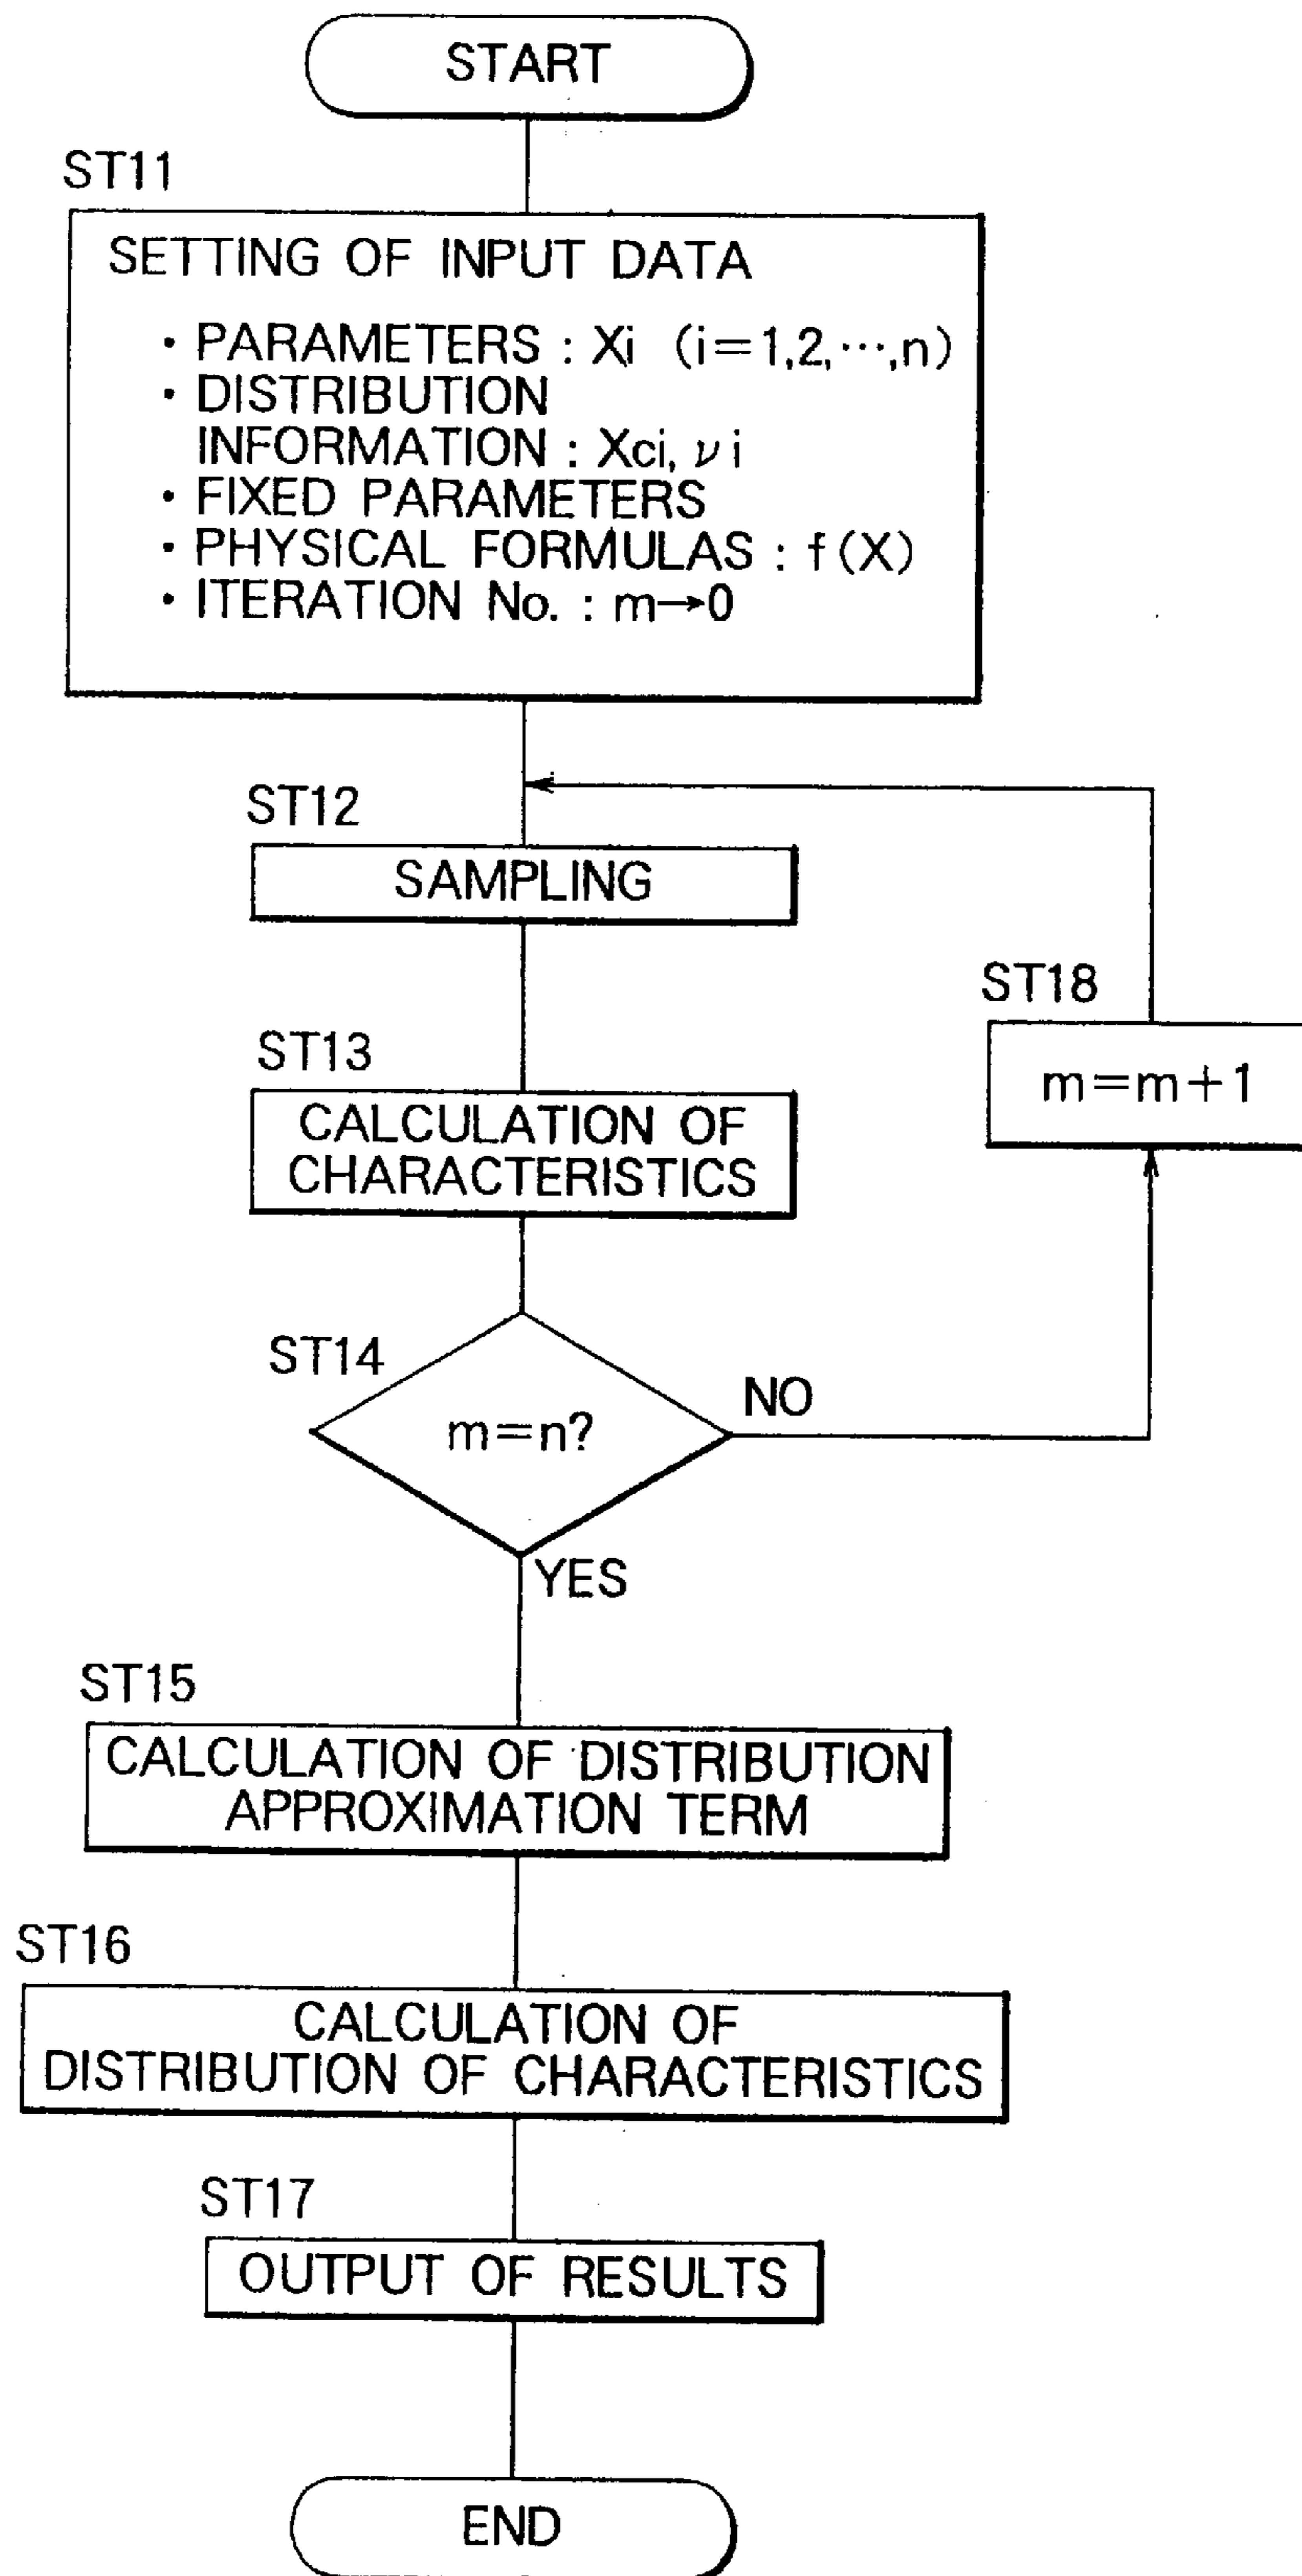 START
ST11
SETTING OF INPUT DATA
・PARAMETERS : Xi (i=1,2,…,n)
・DISTRIBUTION
INFORMATION : Xci, νi
・FIXED PARAMETERS
・PHYSICAL FORMULAS : f(X)
・ITERATION No. : m→0
ST12
SAMPLING
ST18
m=m+1
ST13
CALCULATION OF
CHARACTERISTICS
ST14
m=n?
NO
YES
ST15
CALCULATION OF DISTRIBUTION
APPROXIMATION TERM
ST16
CALCULATION OF
DISTRIBUTION OF CHARACTERISTICS
ST17
OUTPUT OF RESULTS
END